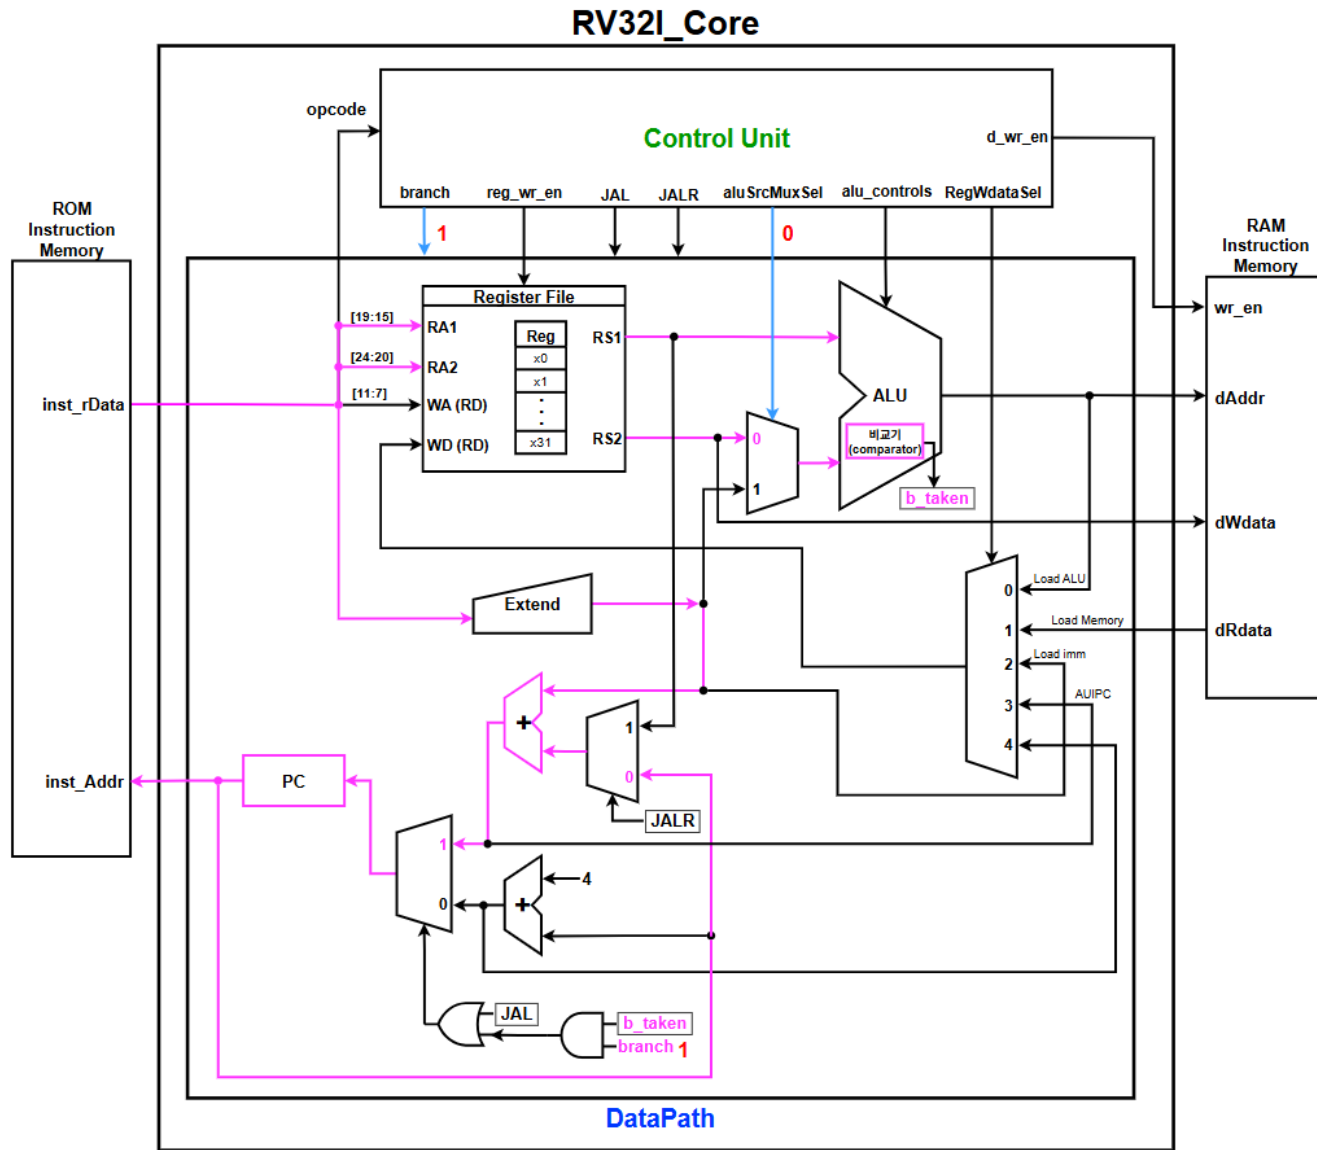 RV32I_Core
opcode
Control Unit
d_wr_en
branch
reg_wr_en
JAL
JALR
aluSrcMuxSel
alu_controls
RegWdataSel
1
0
ROM
Instruction
Memory
RAM
Instruction
Memory
Register File
[19:15]
RA1
[24:20]
RA2
[11:7]
WA (RD)
WD (RD)
Reg
x0
x1
x31
RS1
RS2
inst_rData
0
1
ALU
비교기
(comparator)
b_taken
wr_en
dAddr
dWdata
dRdata
Extend
0
Load ALU
1
Load Memory
2
Load imm
3
AUIPC
4
+
1
0
JALR
inst_Addr
PC
1
0
+
4
JAL
b_taken
branch 1
DataPath